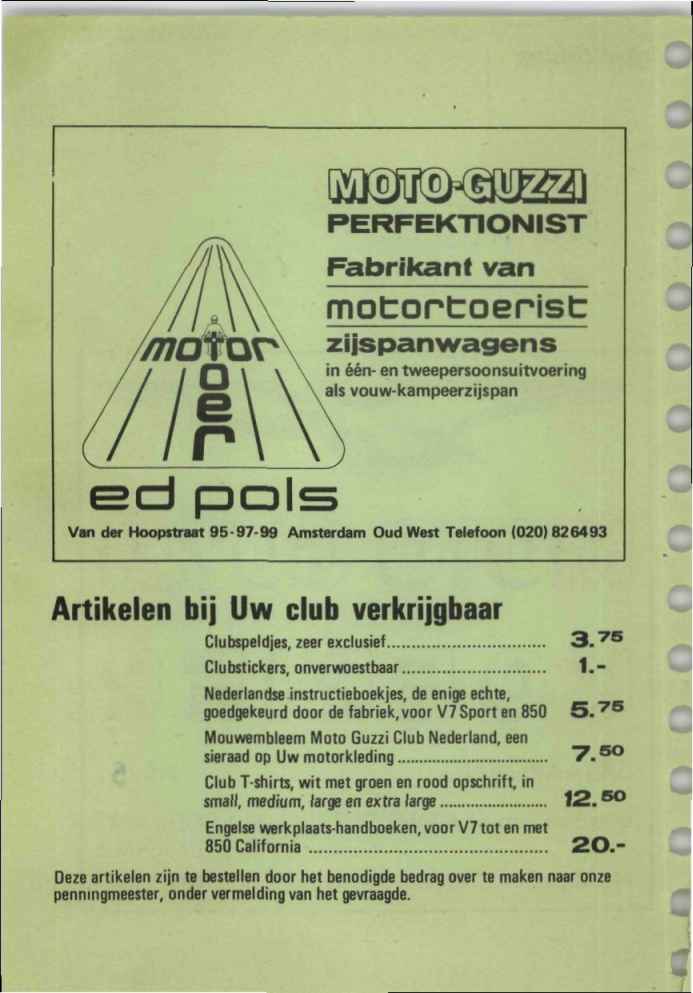 MOTO-GUZZI
PERFEKTIONIST
Fabrikant van
motortoerist
zijspanwagens
in één- en tweepersoonsuitvoering
als vouw-kampeerzijspan
motor
toer
ed pols
Van der Hoopstraat 95-97-99 Amsterdam Oud West Telefoon (020) 826493
Artikelen bij Uw club verkrijgbaar
Clubspeldjes, zeer exclusief................................ 3.75
Clubstickers, onverwoestbaar............................. 1.-
Nederlandse instructieboekjes, de enige echte,
goedgekeurd door de fabriek, voor V7 Sport en 850 5.75
Mouwembleem Moto Guzzi Club Nederland, een
sieraad op Uw motorkleding................................... 7.50
Club T-shirts, wit met groen en rood opschrift, in
small, medium, large en extra large......................... 12.50
Engelse werkplaats-handboeken, voor V7 tot en met
850 California ................................................ 20.-
Deze artikelen zijn te bestellen door het benodigde bedrag over te maken naar onze
penningmeester, onder vermelding van het gevraagde.